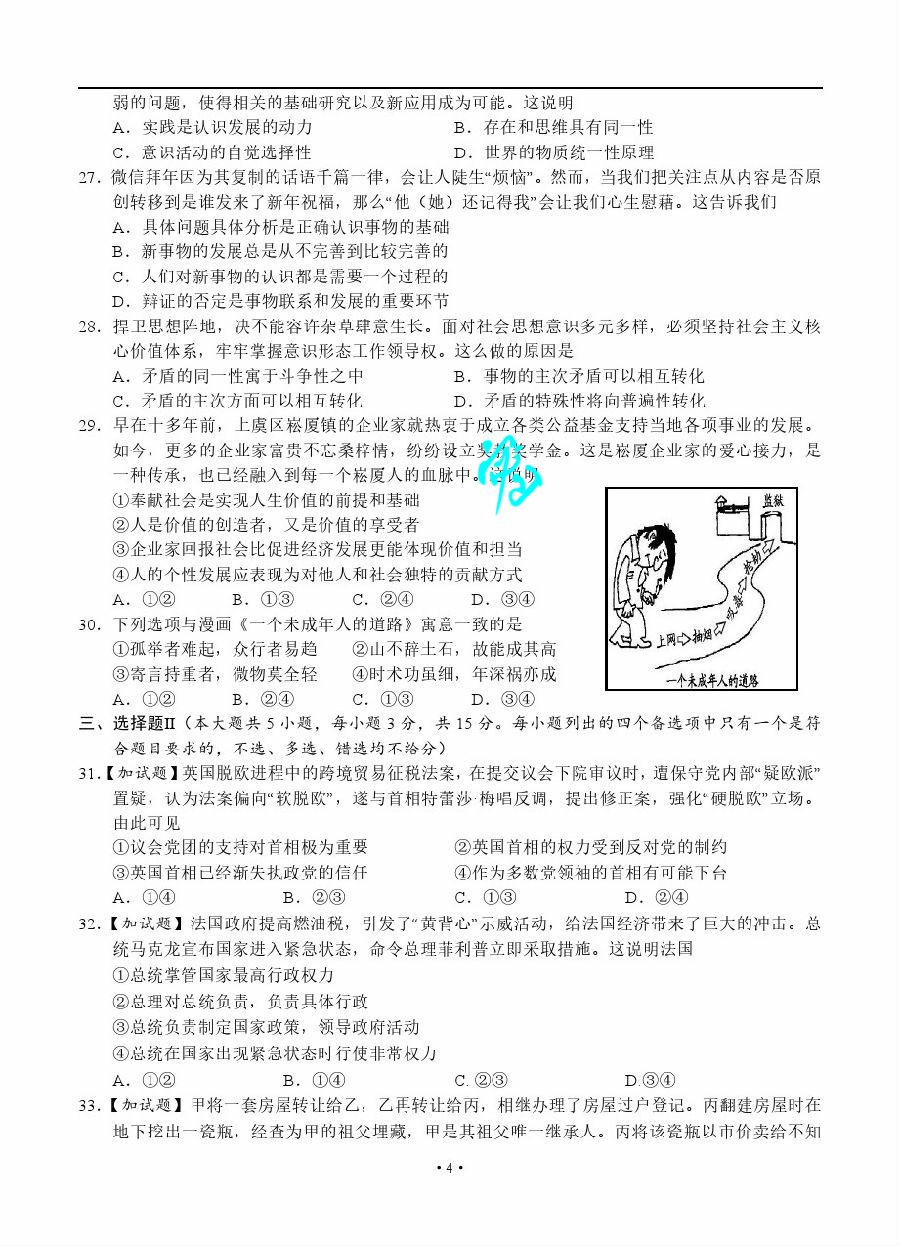 弱的问题，使得相关的基础研究以及新应用成为可能。这说明
A．实践是认识发展的动力 B．存在和思维具有同一性
C．意识活动的自觉选择性 D．世界的物质统一性原理
27．微信拜年因为其复制的话语千篇一律，会让人陡生“烦恼”。然而，当我们把关注点从内容是否原
创转移到是谁发来了新年祝福，那么“他（她）还记得我”会让我们心生慰藉。这告诉我们
A．具体问题具体分析是正确认识事物的基础
B．新事物的发展总是从不完善到比较完善的
C．人们对新事物的认识都是需要一个过程的
D．辩证的否定是事物联系和发展的重要环节
28．捍卫思想阵地，决不能容许杂草肆意生长。面对社会思想意识多元多样，必须坚持社会主义核
心价值体系，牢牢掌握意识形态工作领导权。这么做的原因是
A．矛盾的同一性寓于斗争性之中 B．事物的主次矛盾可以相互转化
C．矛盾的主次方面可以相互转化 D．矛盾的特殊性将向普遍性转化
29．早在十多年前，上虞区崧厦镇的企业家就热衷于成立各类公益基金支持当地各项事业的发展。
如今，更多的企业家富贵不忘桑梓情，纷纷设立奖教奖学金。这是崧厦企业家的爱心接力，是
一种传承，也已经融入到每一个崧厦人的血脉中。这说明
①奉献社会是实现人生价值的前提和基础
②人是价值的创造者，又是价值的享受者
③企业家回报社会比促进经济发展更能体现价值和担当
④人的个性发展应表现为对他人和社会独特的贡献方式
A．①② B．①③ C．②④ D．③④
监狱
抢劫
吸毒
上网⇨抽烟⇨
一个未成年人的道路
30．下列选项与漫画《一个未成年人的道路》寓意一致的是
①孤举者难起，众行者易趋 ②山不辞土石，故能成其高
③寄言持重者，微物莫全轻 ④时术功虽细，年深祸亦成
A．①② B．②④ C．①③ D．③④
三、选择题Ⅱ（本大题共 5 小题，每小题 3 分，共 15 分。每小题列出的四个备选项中只有一个是符
合题目要求的，不选、多选、错选均不给分）
31．【加试题】英国脱欧进程中的跨境贸易征税法案，在提交议会下院审议时，遭保守党内部“疑欧派”
置疑，认为法案偏向“软脱欧”，遂与首相特蕾莎·梅唱反调，提出修正案，强化“硬脱欧”立场。
由此可见
①议会党团的支持对首相极为重要 ②英国首相的权力受到反对党的制约
③英国首相已经渐失执政党的信任 ④作为多数党领袖的首相有可能下台
A．①④ B．②③ C．①③ D．②④
32．【加试题】法国政府提高燃油税，引发了“黄背心”示威活动，给法国经济带来了巨大的冲击。总
统马克龙宣布国家进入紧急状态，命令总理菲利普立即采取措施。这说明法国
①总统掌管国家最高行政权力
②总理对总统负责，负责具体行政
③总统负责制定国家政策，领导政府活动
④总统在国家出现紧急状态时行使非常权力
A．①② B．①④ C. ②③ D.③④
33．【加试题】甲将一套房屋转让给乙，乙再转让给丙，相继办理了房屋过户登记。丙翻建房屋时在
地下挖出一瓷瓶，经查为甲的祖父埋藏，甲是其祖父唯一继承人。丙将该瓷瓶以市价卖给不知
·4·